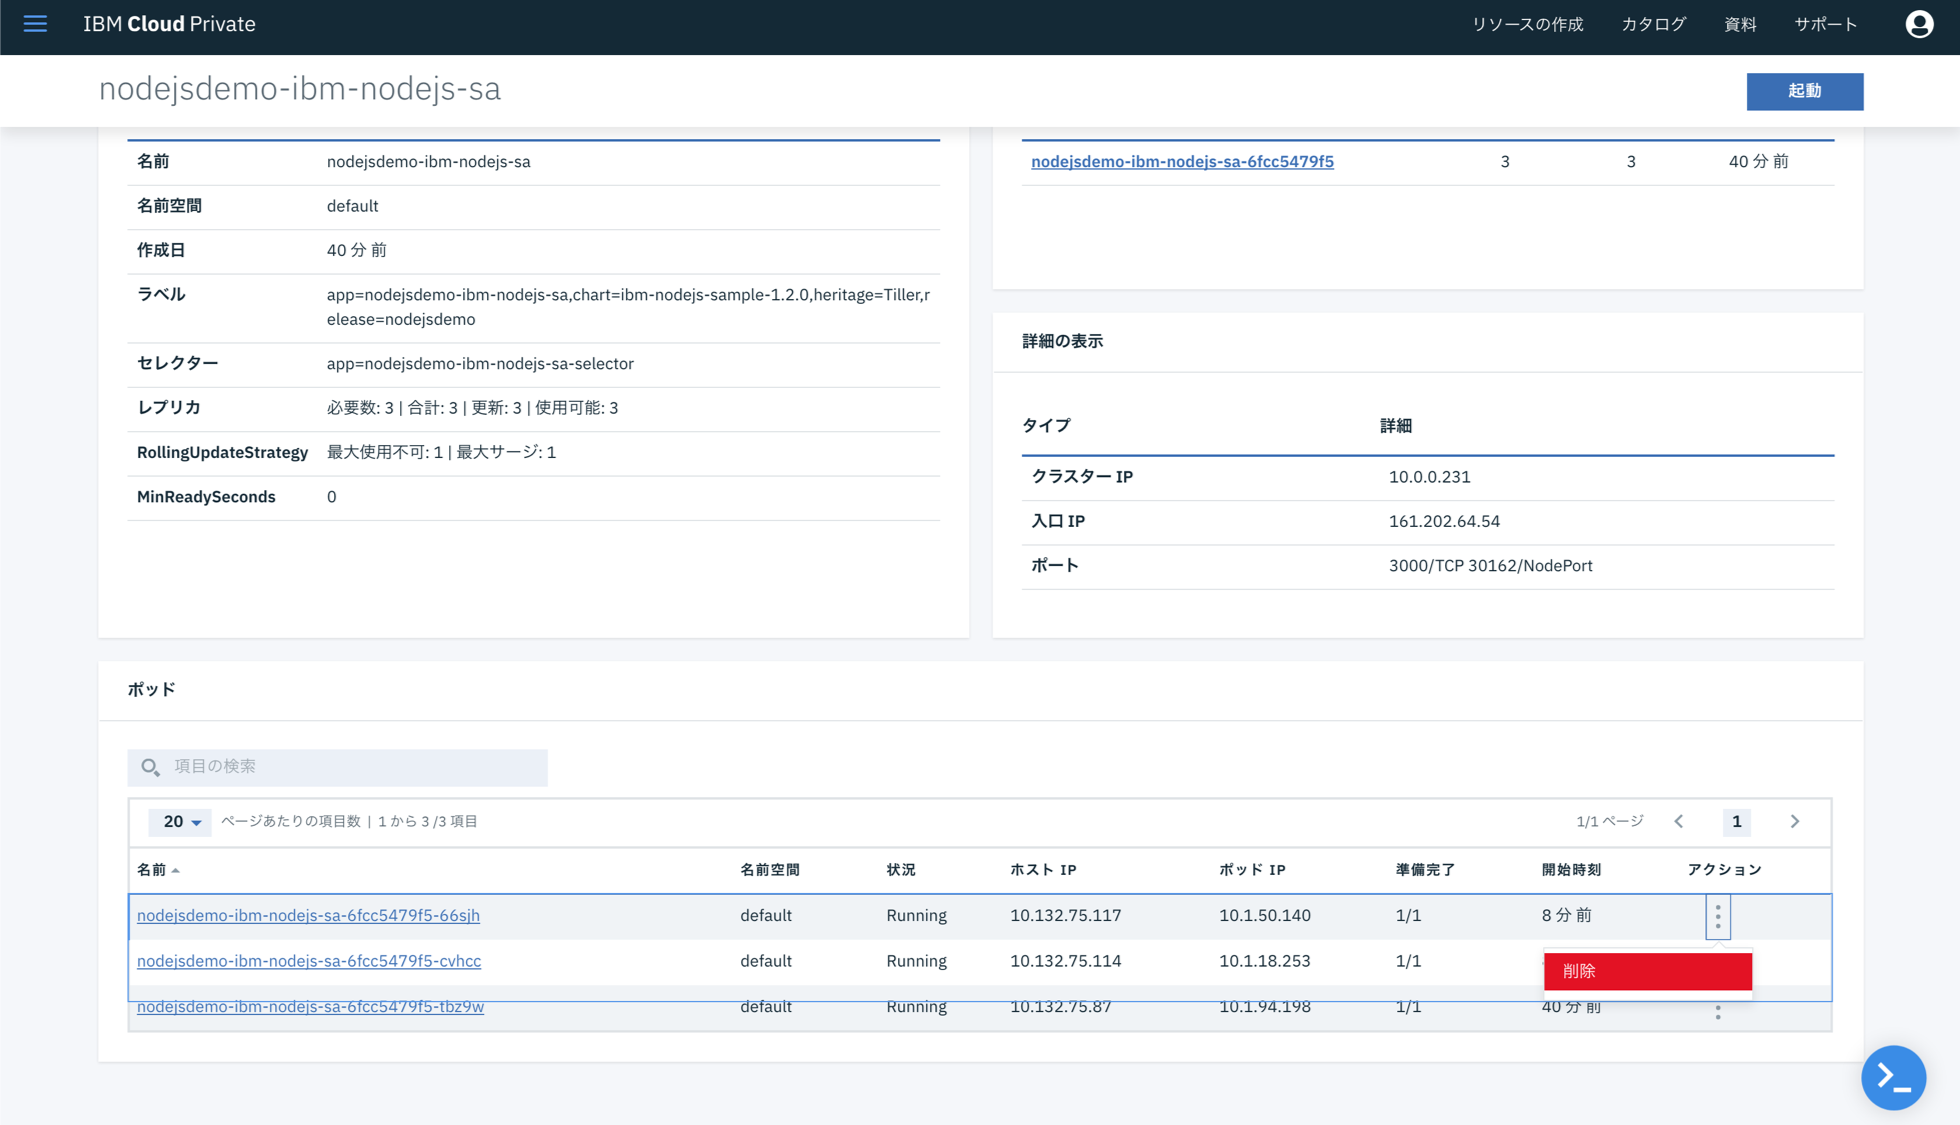 IBM Cloud Private
リソースの作成 カタログ 資料 サポート
nodejsdemo-ibm-nodejs-sa
起動
名前 nodejsdemo-ibm-nodejs-sa
名前空間 default
作成日 40 分 前
ラベル app=nodejsdemo-ibm-nodejs-sa,chart=ibm-nodejs-sample-1.2.0,heritage=Tiller,r
elease=nodejsdemo
セレクター app=nodejsdemo-ibm-nodejs-sa-selector
レプリカ 必要数: 3 | 合計: 3 | 更新: 3 | 使用可能: 3
RollingUpdateStrategy 最大使用不可: 1 | 最大サージ: 1
MinReadySeconds 0
nodejsdemo-ibm-nodejs-sa-6fcc5479f5 3 3 40 分 前
詳細の表示
タイプ 詳細
クラスター IP 10.0.0.231
入口 IP 161.202.64.54
ポート 3000/TCP 30162/NodePort
ポッド
項目の検索
20 ページあたりの項目数 | 1 から 3 /3 項目
1/1 ページ 1
名前 名前空間 状況 ホスト IP ポッド IP 準備完了 開始時刻 アクション
nodejsdemo-ibm-nodejs-sa-6fcc5479f5-66sjh default Running 10.132.75.117 10.1.50.140 1/1 8 分 前
nodejsdemo-ibm-nodejs-sa-6fcc5479f5-cvhcc default Running 10.132.75.114 10.1.18.253 1/1
削除
nodejsdemo-ibm-nodejs-sa-6fcc5479f5-tbz9w default Running 10.132.75.87 10.1.94.198 1/1 40 分 前